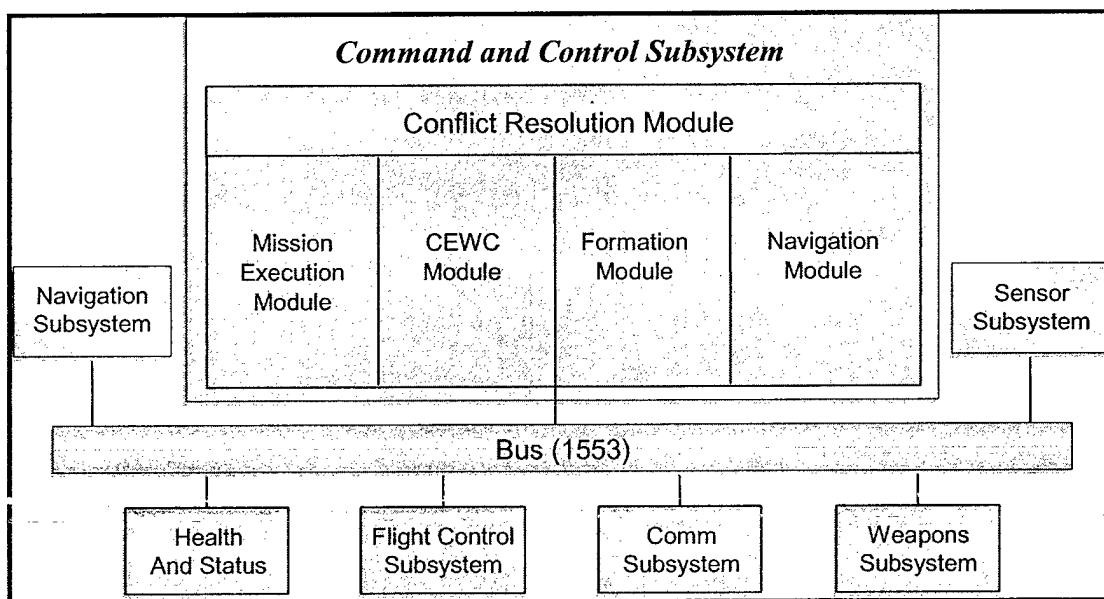 Command and Control Subsystem
Conflict Resolution Module
Mission
Execution
Module
CEWC
Module
Formation
Module
Navigation
Module
Navigation
Subsystem
Sensor
Subsystem
Bus (1553)
Health
And Status
Flight Control
Subsystem
Comm
Subsystem
Weapons
Subsystem